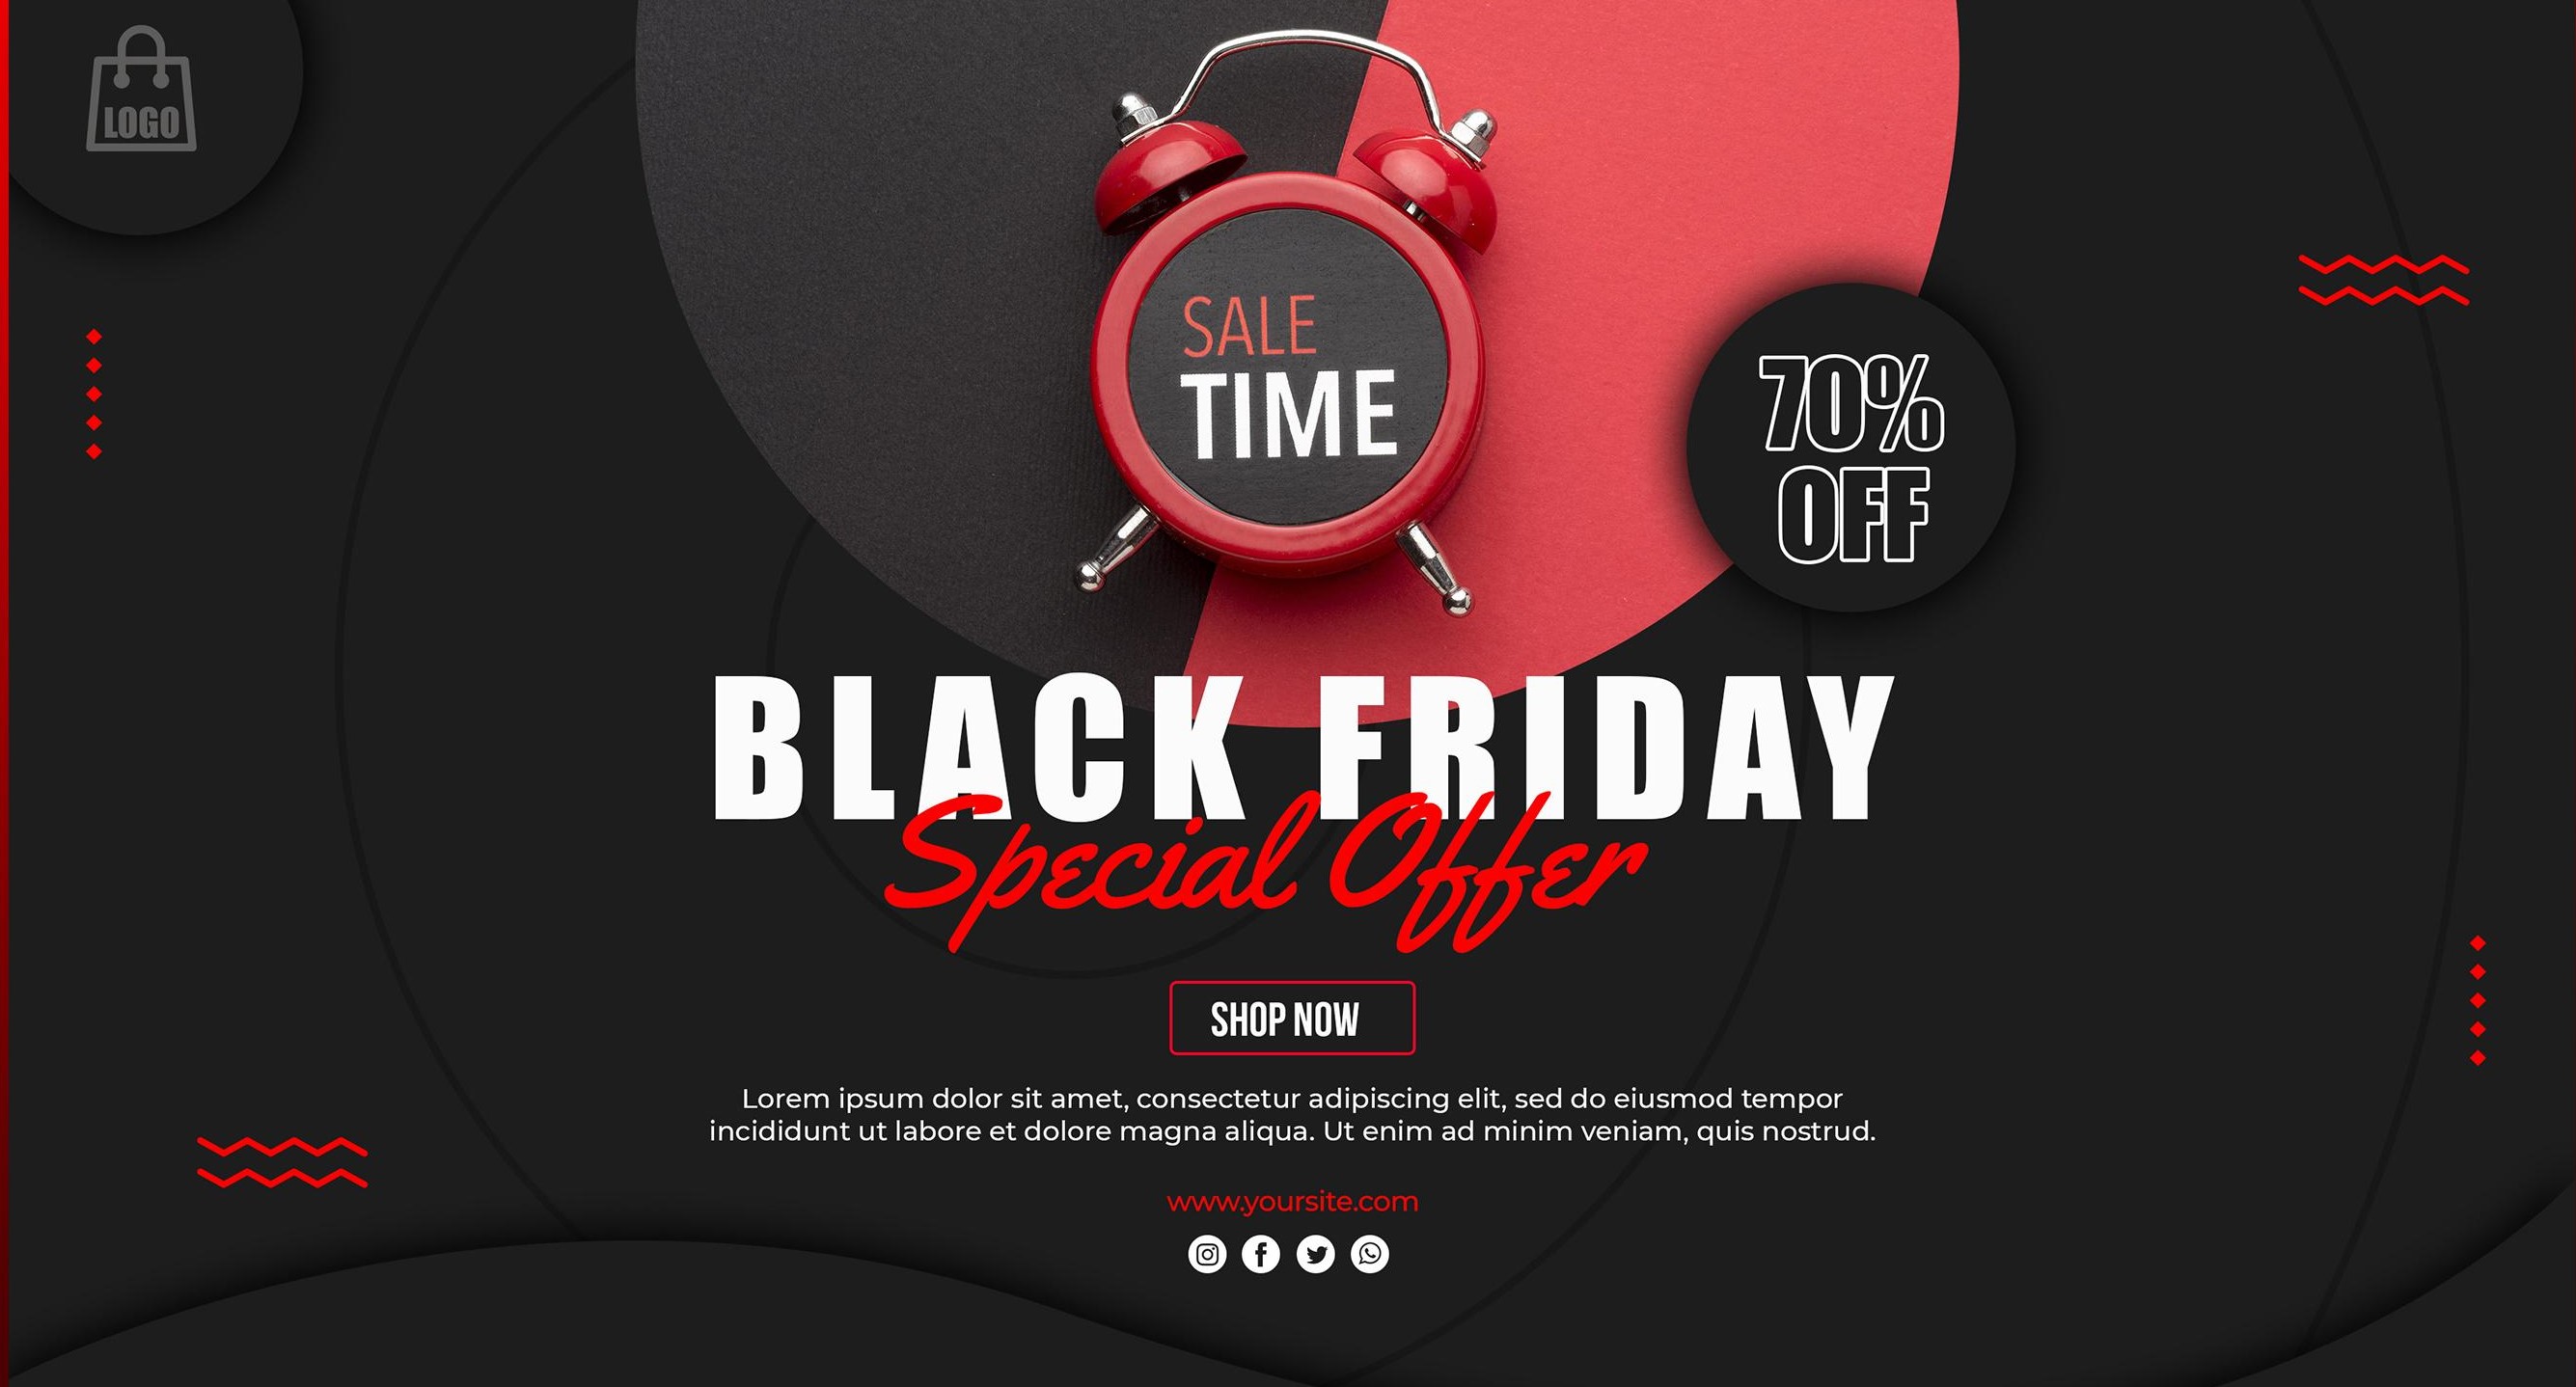 LOGO
SALE
TIME
70%
OFF
BLACK FRIDAY
Special Offer
SHOP NOW
Lorem ipsum dolor sit amet, consectetur adipiscing elit, sed do eiusmod tempor
incididunt ut labore et dolore magna aliqua. Ut enim ad minim veniam, quis nostrud.
www.yoursite.com